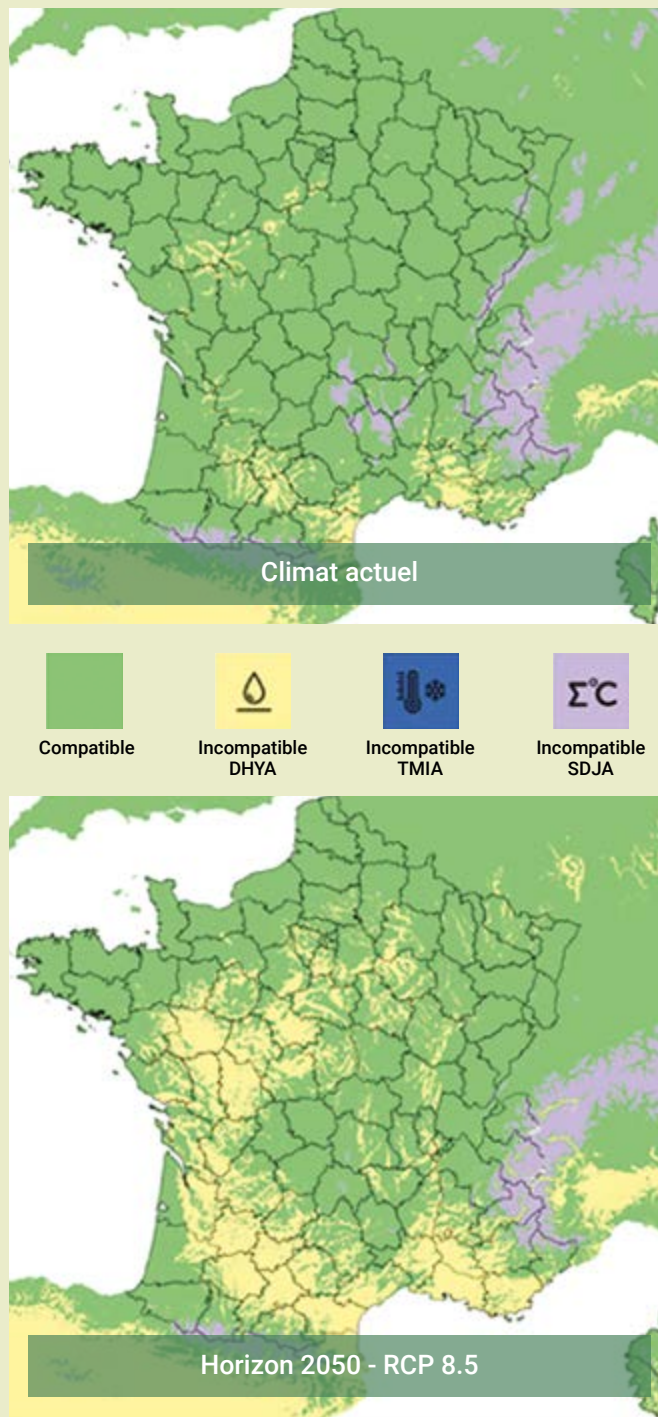 Climat actuel
Σ°C
Compatible
Incompatible
DHYA
Incompatible
TMIA
Incompatible
SDJA
Horizon 2050 - RCP 8.5